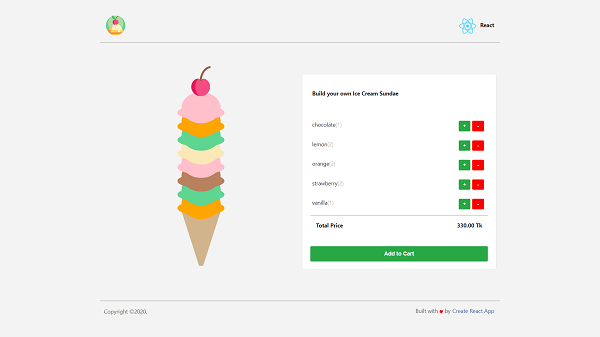 React
Build your own Ice Cream Sundae
chocolate(1) + -
lemon(2) + -
orange(2) + -
strawberry(2) + -
vanilla(1) + -
Total Price 330.00 Tk
Add to Cart
Copyright ©2020. Built with ❤ by Create React App